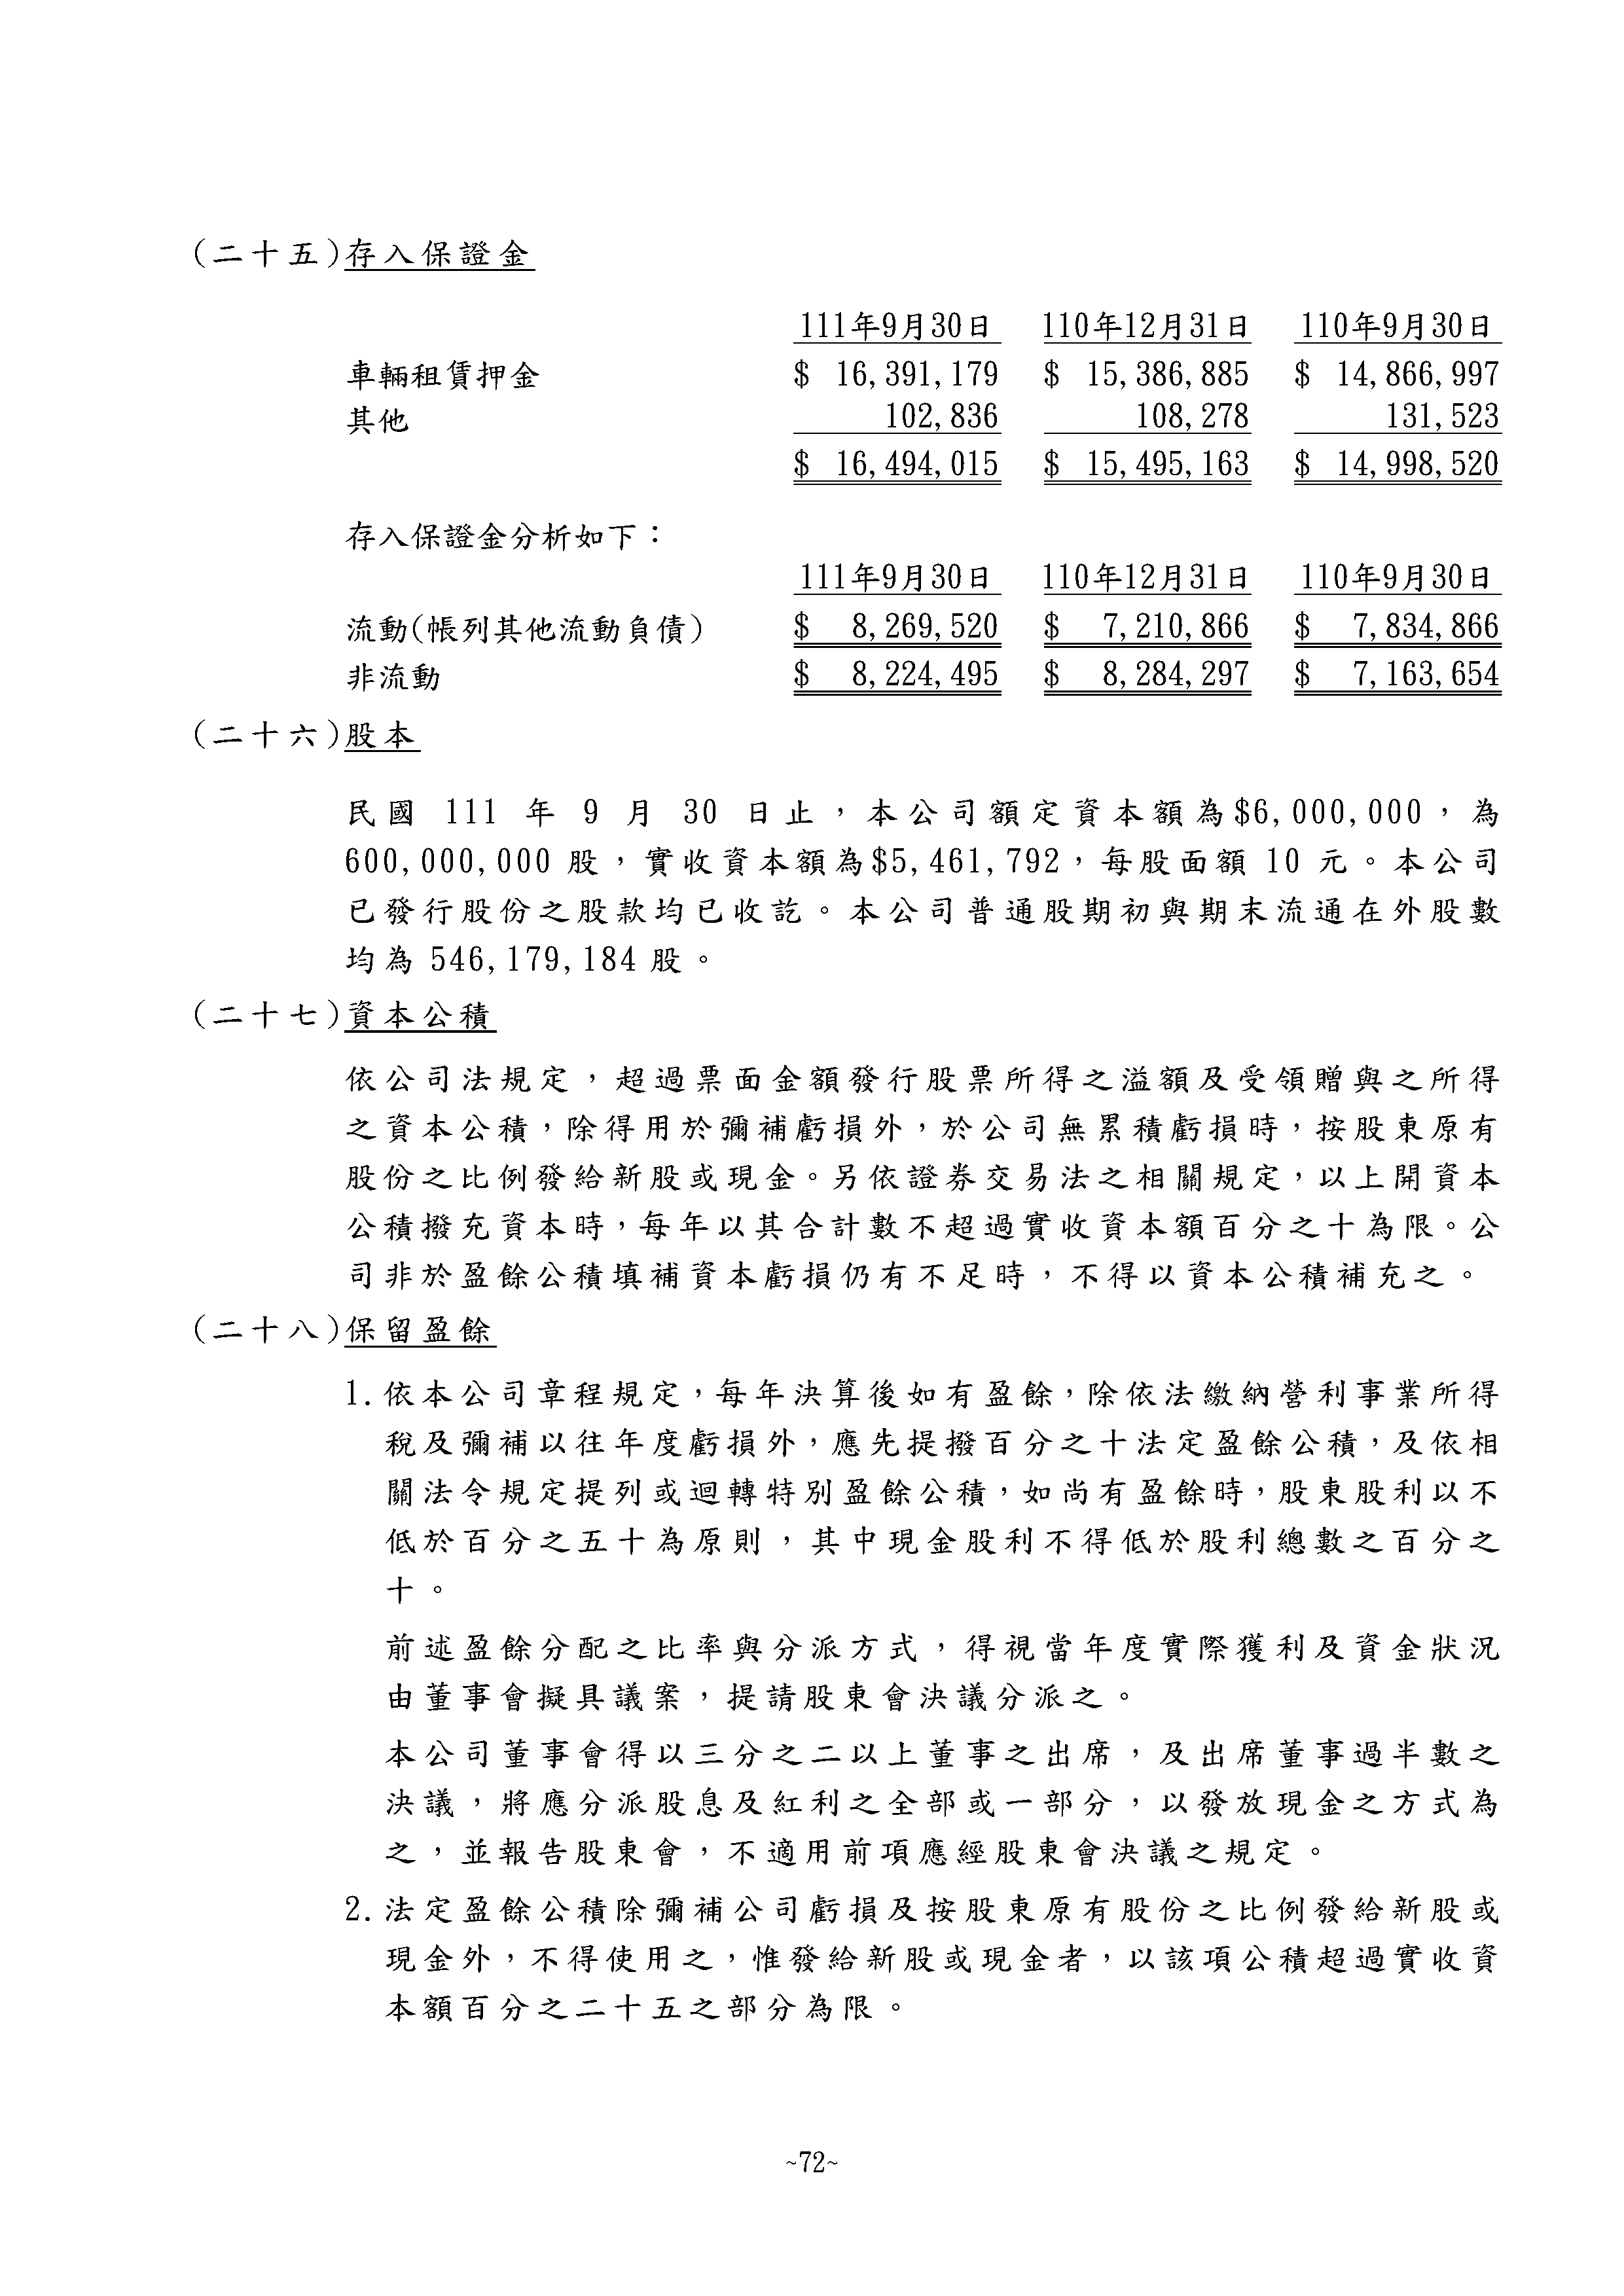 (二十五)存入保證金
111年9月30日 110年12月31日 110年9月30日
車輛租賃押金 $ 16,391,179 $ 15,386,885 $ 14,866,997
其他 102,836 108,278 131,523
$ 16,494,015 $ 15,495,163 $ 14,998,520
存入保證金分析如下：
111年9月30日 110年12月31日 110年9月30日
流動(帳列其他流動負債) $ 8,269,520 $ 7,210,866 $ 7,834,866
非流動 $ 8,224,495 $ 8,284,297 $ 7,163,654
(二十六)股本
民國 111 年 9 月 30 日止，本公司額定資本額為$6,000,000，為
600,000,000 股，實收資本額為$5,461,792，每股面額 10 元。本公司
已發行股份之股款均已收訖。本公司普通股期初與期末流通在外股數
均為 546,179,184 股。
(二十七)資本公積
依公司法規定，超過票面金額發行股票所得之溢額及受領贈與之所得
之資本公積，除得用於彌補虧損外，於公司無累積虧損時，按股東原有
股份之比例發給新股或現金。另依證券交易法之相關規定，以上開資本
公積撥充資本時，每年以其合計數不超過實收資本額百分之十為限。公
司非於盈餘公積填補資本虧損仍有不足時，不得以資本公積補充之。
(二十八)保留盈餘
1.依本公司章程規定，每年決算後如有盈餘，除依法繳納營利事業所得
稅及彌補以往年度虧損外，應先提撥百分之十法定盈餘公積，及依相
關法令規定提列或迴轉特別盈餘公積，如尚有盈餘時，股東股利以不
低於百分之五十為原則，其中現金股利不得低於股利總數之百分之
十。
前述盈餘分配之比率與分派方式，得視當年度實際獲利及資金狀況
由董事會擬具議案，提請股東會決議分派之。
本公司董事會得以三分之二以上董事之出席，及出席董事過半數之
決議，將應分派股息及紅利之全部或一部分，以發放現金之方式為
之，並報告股東會，不適用前項應經股東會決議之規定。
2.法定盈餘公積除彌補公司虧損及按股東原有股份之比例發給新股或
現金外，不得使用之，惟發給新股或現金者，以該項公積超過實收資
本額百分之二十五之部分為限。
~72~